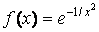 f(x) = e^{-1/x^2}